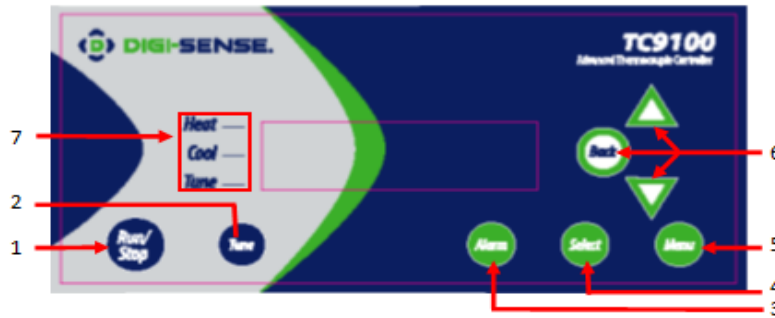 DIGI-SENSE.
TC9100
Advanced Thermocouple Controller
7
Heat
Cool
Tune
Back
6
2
1
Run/
Stop
Tune
Alarm
Select
Menu
5
4
3